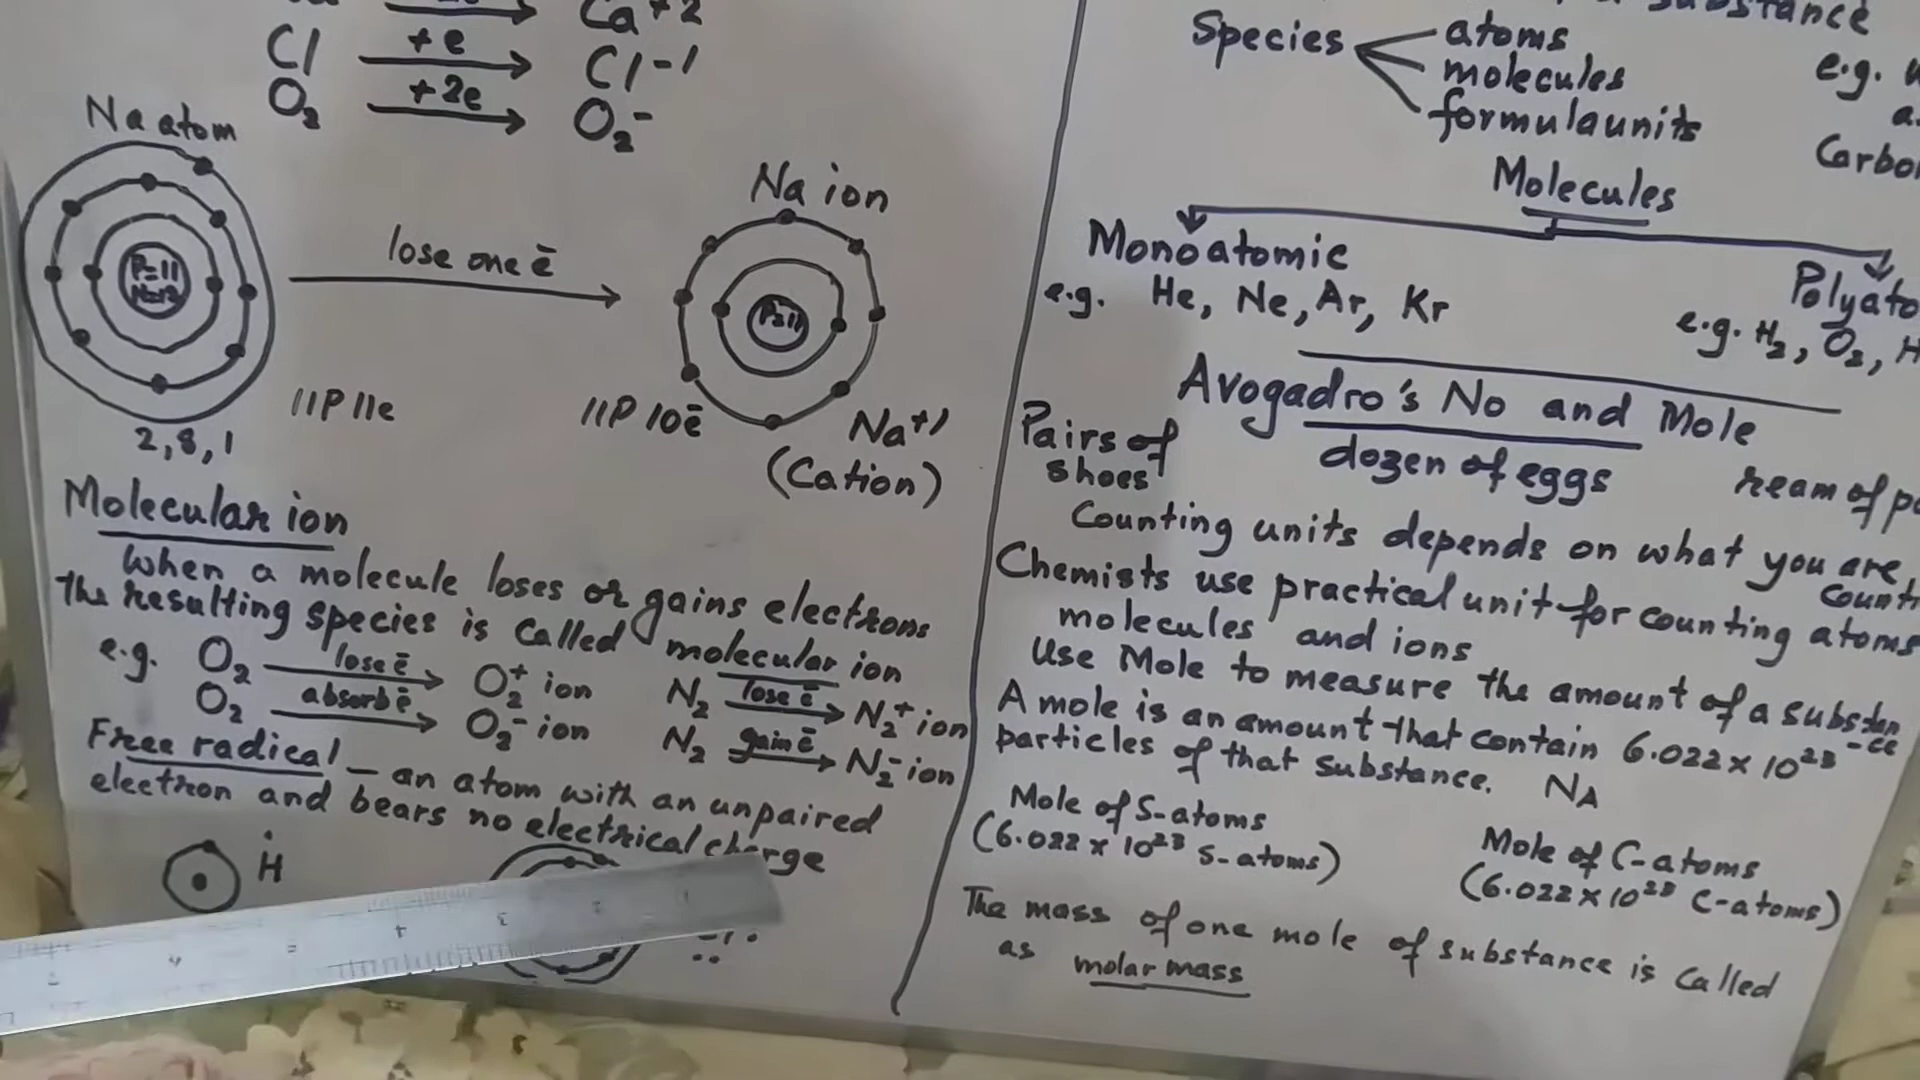 Ca+2
Cl +e Cl-1
O2 +2e O2-
Na atom
P=11
2,8,1
11P 11e
lose one ē
Na ion
P=11
11P 10ē
Na+1
(Cation)
Molecular ion
when a molecule loses or gains electrons
the resulting species is called molecular ion
e.g. O2 lose ē O2+ ion N2 lose ē N2+ ion
O2 absorb ē O2- ion N2 gain ē N2- ion
Free radical – an atom with an unpaired
electron and bears no electrical charge
Ḣ
1
2
3
4
substance
Species atoms
molecules
formula units
e.g.
Molecules
Monoatomic
e.g. He, Ne, Ar, Kr
e.g. H2, O2, H
Avogadro's No and Mole
Pairs of
shoes
dozen of eggs
ream of
Counting units depends on what you are
Chemists use practical unit for counting atoms
molecules and ions
Use Mole to measure the amount of a substan
-ce
A mole is an amount that contain 6.022 x 10^23
particles of that substance. NA
Mole of S-atoms
(6.022 x 10^23 S-atoms)
Mole of C-atoms
(6.022 x 10^23 C-atoms)
The mass of one mole of substance is called
as molar mass